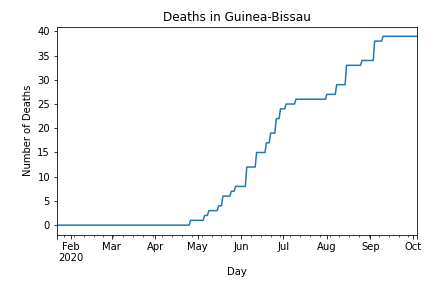 Deaths in Guinea-Bissau
40
35
30
25
20
15
10
5
0
Number of Deaths
Feb Mar Apr May Jun Jul Aug Sep Oct
2020
Day